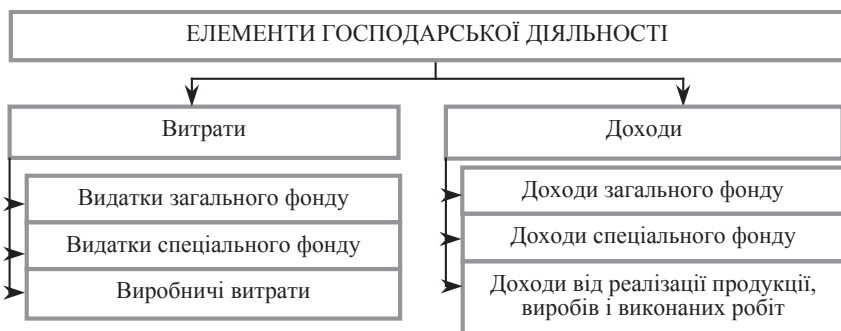 ЕЛЕМЕНТИ ГОСПОДАРСЬКОЇ ДІЯЛЬНОСТІ
Витрати
Видатки загального фонду
Видатки спеціального фонду
Виробничі витрати
Доходи
Доходи загального фонду
Доходи спеціального фонду
Доходи від реалізації продукції,
виробів і виконаних робіт